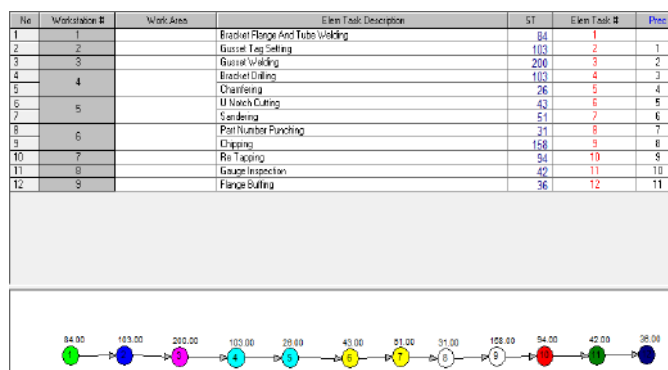 No Workstation # Work Area Elem Task Description ST Elem Task # Prec
1 1 Bracket Flange And Tube Welding 84 1
2 2 Gusset Tag Setting 103 2 1
3 3 Gusset Welding 200 3 2
4 4 Bracket Drilling 103 4 3
5 Chamfering 26 5 4
6 5 U Notch Cutting 43 6 5
7 Sandering 51 7 6
8 6 Part Number Punching 31 8 7
9 Chipping 158 9 8
10 7 Re Tapping 94 10 9
11 8 Gauge Inspection 42 11 10
12 9 Flange Buffing 36 12 11
84.00 103.00 200.00 103.00 26.00 43.00 51.00 31.00 158.00 94.00 42.00 36.00
1 3 4 5 6 7 8 9 10 11